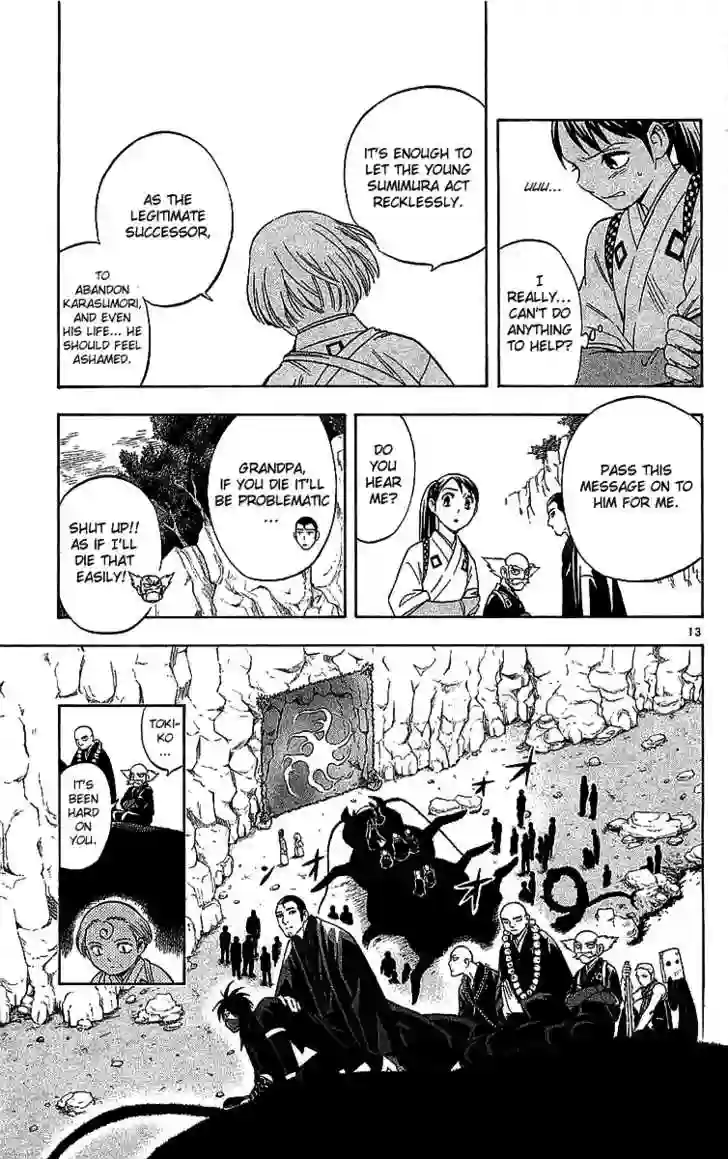 UUU...
I
REALLY...
CAN'T DO
ANYTHING
TO HELP?
IT'S ENOUGH TO
LET THE YOUNG
SUMIMURA ACT
RECKLESSLY.
AS THE
LEGITIMATE
SUCCESSOR,
TO
ABANDON
KARASUMORI,
AND EVEN
HIS LIFE... HE
SHOULD FEEL
ASHAMED.
PASS THIS
MESSAGE ON TO
HIM FOR ME.
DO
YOU
HEAR
ME?
GRANDPA,
IF YOU DIE IT'LL
BE PROBLEMATIC
...
SHUT UP!!
AS IF I'LL
DIE THAT
EASILY!
13
TOKI-
KO
...
IT'S
BEEN
HARD
ON
YOU.